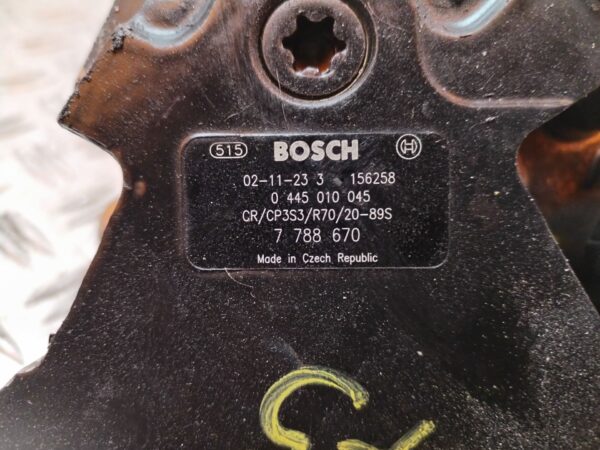 515 BOSCH
02-11-23 3 156258
0 445 010 045
CR/CP3S3/R70/20-89S
7 788 670
Made in Czech Republic